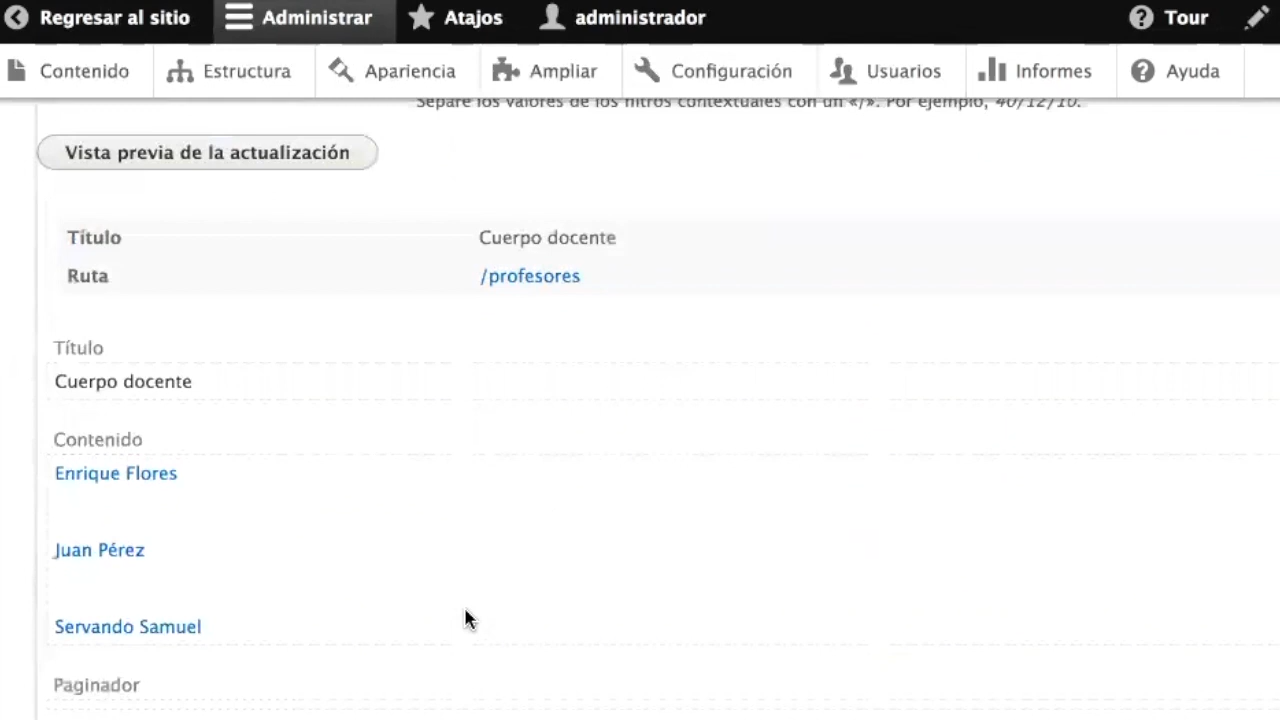 Regresar al sitio Administrar Atajos administrador Tour
Contenido Estructura Apariencia Ampliar Configuración Usuarios Informes Ayuda
Separe los valores de los filtros contextuales con un «/». Por ejemplo, 40/12/10.
Vista previa de la actualización
Título Cuerpo docente
Ruta /profesores
Título
Cuerpo docente
Contenido
Enrique Flores
Juan Pérez
Servando Samuel
Paginador